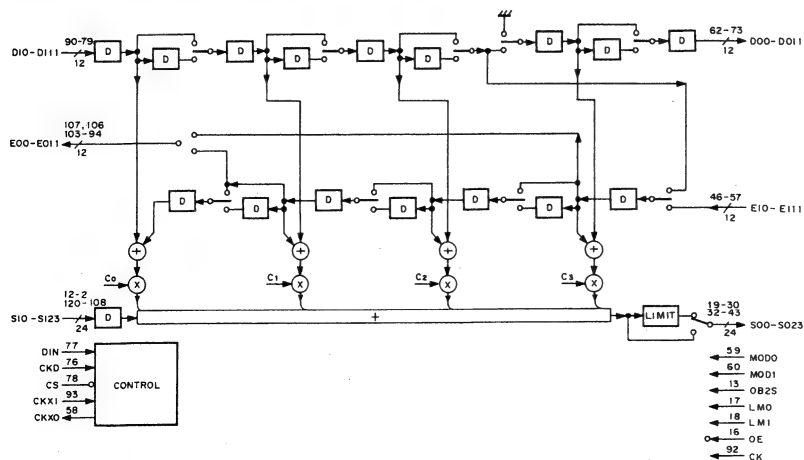 90-79
DI0-DI11
12
D
D
D
D
D
D
D
D
D
62-73
DO0-DO11
12
107, 106
103-94
EO0-EO11
12
D
D
D
D
D
D
D
46-57
EI0-EI11
12
+
+
+
+
C0
X
C1
X
C2
X
C3
X
12-2
120-108
SI0-SI23
24
D
+
LIMIT
19-30
32-43
SO0-SO23
24
DIN 77
CKD 76
CS 78
CKXI 93
CKXO 58
CONTROL
59 MOD0
60 MOD1
13 OB2S
17 LM0
18 LM1
16 OE
92 CK